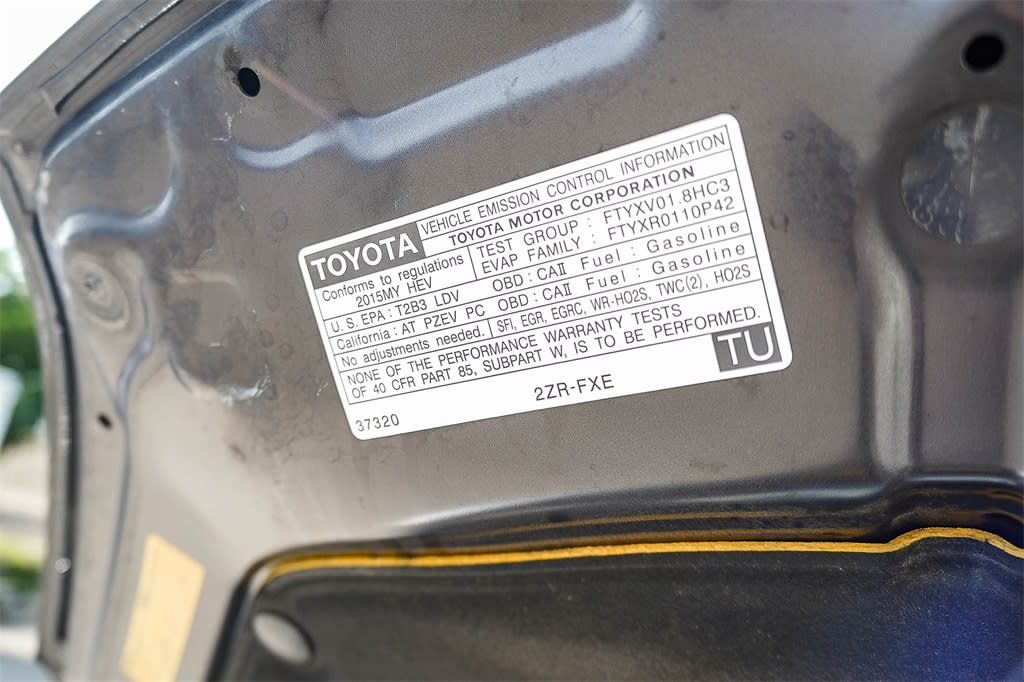 TOYOTA VEHICLE EMISSION CONTROL INFORMATION
TOYOTA MOTOR CORPORATION
Conforms to regulations
2015MY HEV
TEST GROUP : FTYXV01.8HC3
EVAP FAMILY : FTYXR0110P42
U.S. EPA : T2B3 LDV OBD : CAII Fuel : Gasoline
California : AT PZEV PC OBD : CAII Fuel : Gasoline
No adjustments needed. SFI, EGR, EGRC, WR-HO2S, TWC(2), HO2S
NONE OF THE PERFORMANCE WARRANTY TESTS
OF 40 CFR PART 85, SUBPART W, IS TO BE PERFORMED.
TU
37320 2ZR-FXE